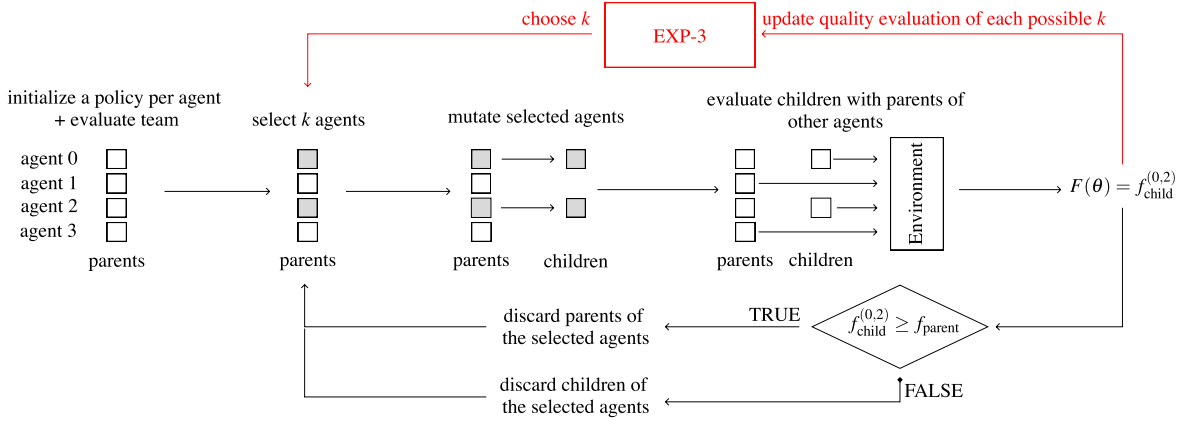 choose k
EXP-3
update quality evaluation of each possible k
initialize a policy per agent
+ evaluate team
select k agents
mutate selected agents
evaluate children with parents of
other agents
agent 0
agent 1
agent 2
agent 3
parents
parents
parents
children
parents
children
Environment
F(θ) = f_child^(0,2)
discard parents of
the selected agents
TRUE
f_child^(0,2) ≥ f_parent
discard children of
the selected agents
FALSE